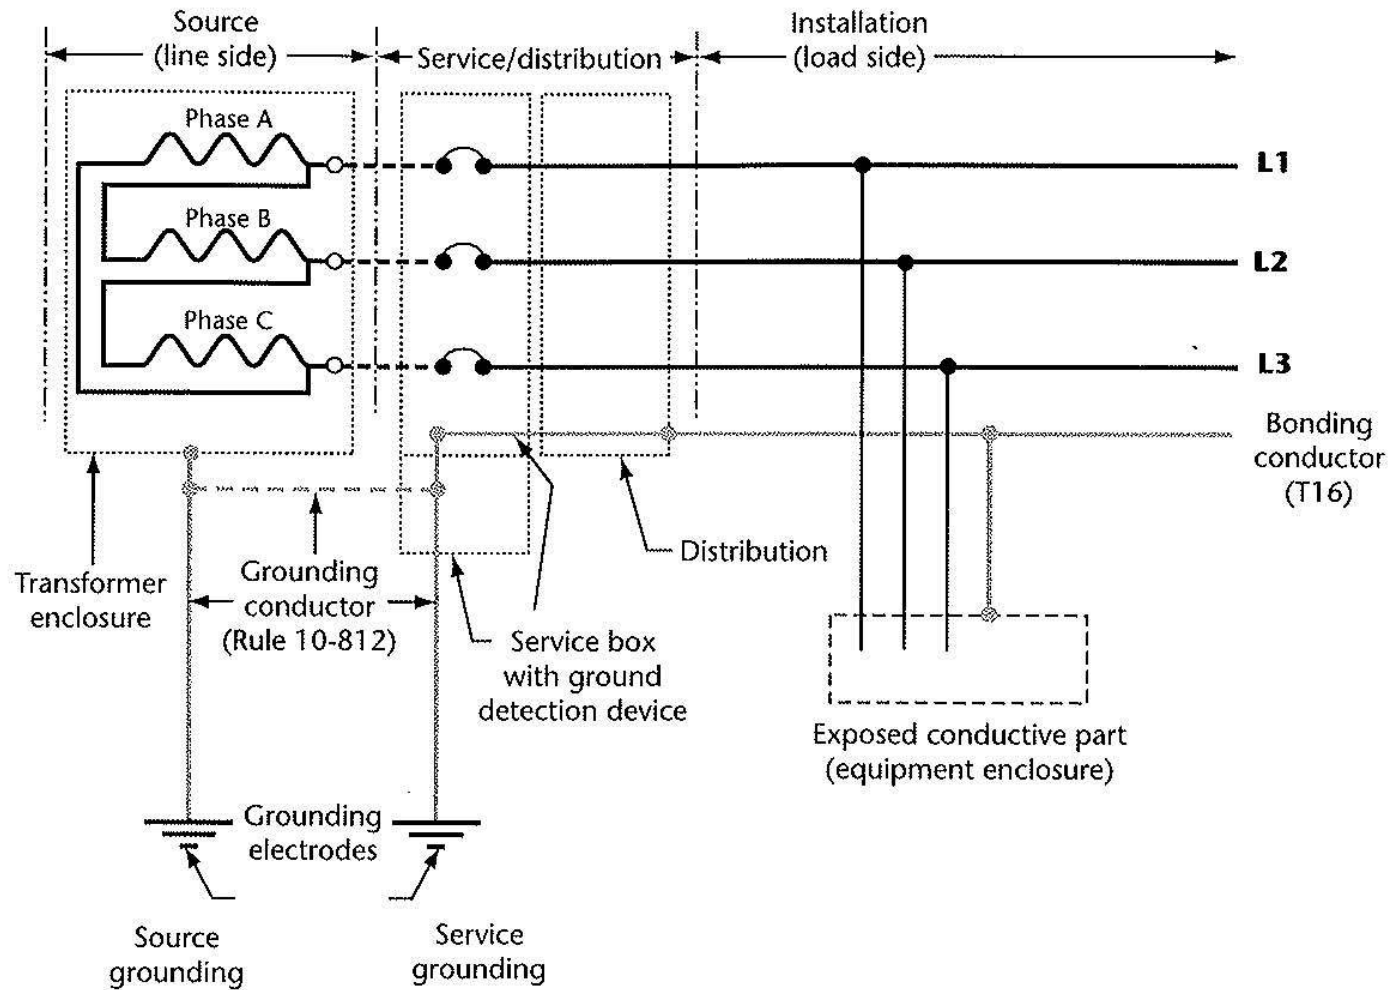 Source
(line side)
Service/distribution
Installation
(load side)
Phase A
L1
Phase B
L2
Phase C
L3
Bonding
conductor
(T16)
Transformer
enclosure
Grounding
conductor
(Rule 10-812)
Distribution
Service box
with ground
detection device
Exposed conductive part
(equipment enclosure)
Grounding
electrodes
Source
grounding
Service
grounding